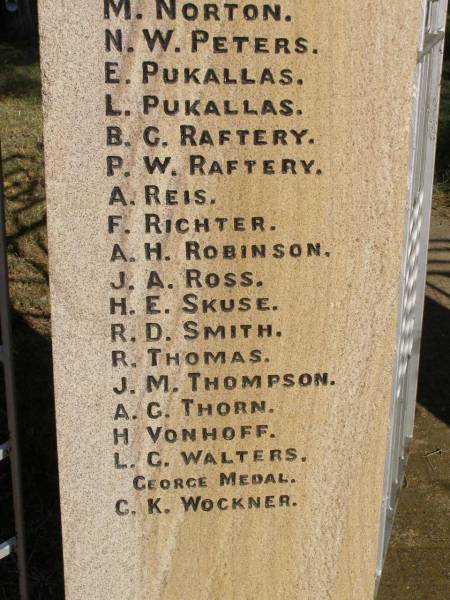 M. NORTON.
N. W. PETERS.
E. PUKALLAS.
L. PUKALLAS.
B. G. RAFTERY.
P. W. RAFTERY.
A. REIS.
F. RICHTER.
A. H. ROBINSON.
J. A. ROSS.
H. E. SKUSE.
R. D. SMITH.
R. THOMAS.
J. M. THOMPSON.
A. G. THORN.
H VONHOFF.
L. G. WALTERS.
GEORGE MEDAL.
C. K. WOCKNER.